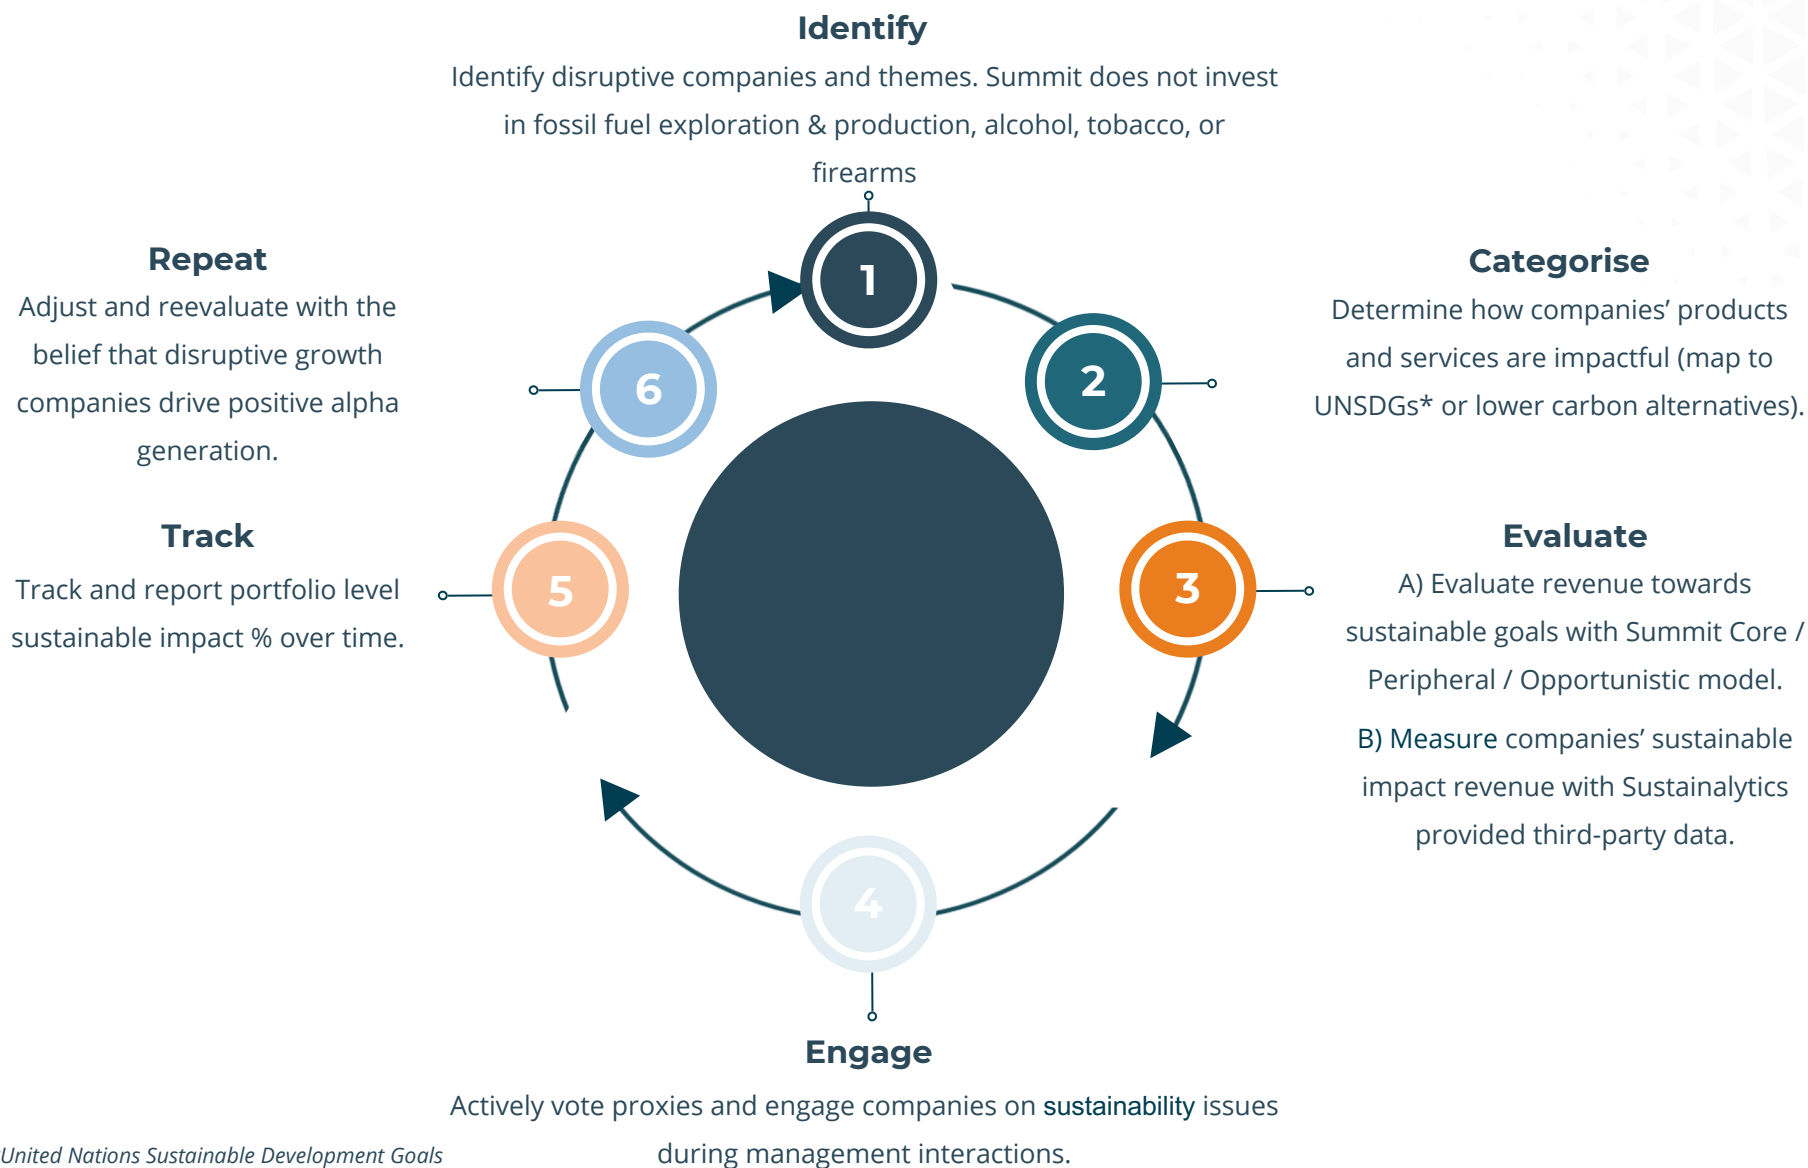 Identify
Identify disruptive companies and themes. Summit does not invest
in fossil fuel exploration & production, alcohol, tobacco, or
firearms
1
Categorise
Determine how companies’ products
and services are impactful (map to
UNSDGs* or lower carbon alternatives).
2
Evaluate
A) Evaluate revenue towards
sustainable goals with Summit Core /
Peripheral / Opportunistic model.
B) Measure companies’ sustainable
impact revenue with Sustainalytics
provided third-party data.
3
4
Engage
Actively vote proxies and engage companies on sustainability issues
during management interactions.
Track
Track and report portfolio level
sustainable impact % over time.
5
Repeat
Adjust and reevaluate with the
belief that disruptive growth
companies drive positive alpha
generation.
6
United Nations Sustainable Development Goals